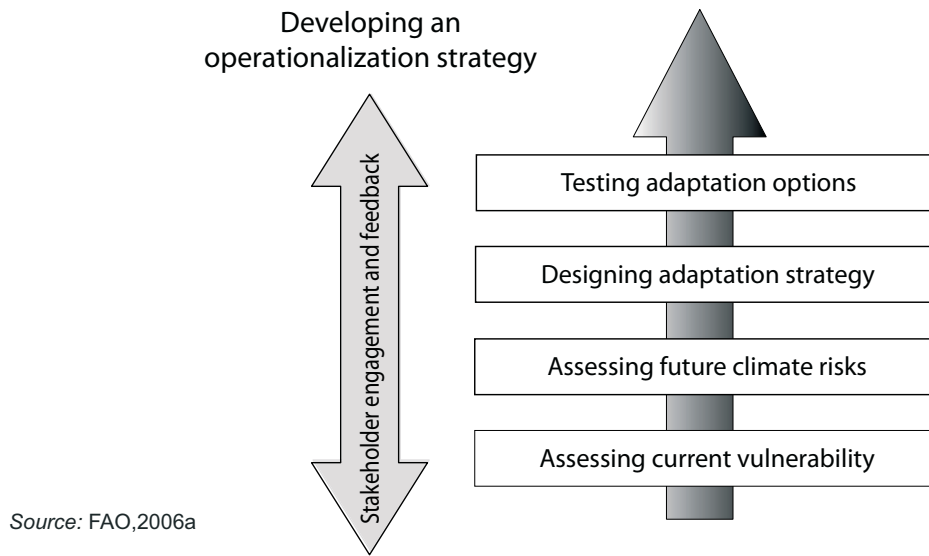 Developing an
operationalization strategy
Stakeholder engagement and feedback
Testing adaptation options
Designing adaptation strategy
Assessing future climate risks
Assessing current vulnerability
Source: FAO,2006a